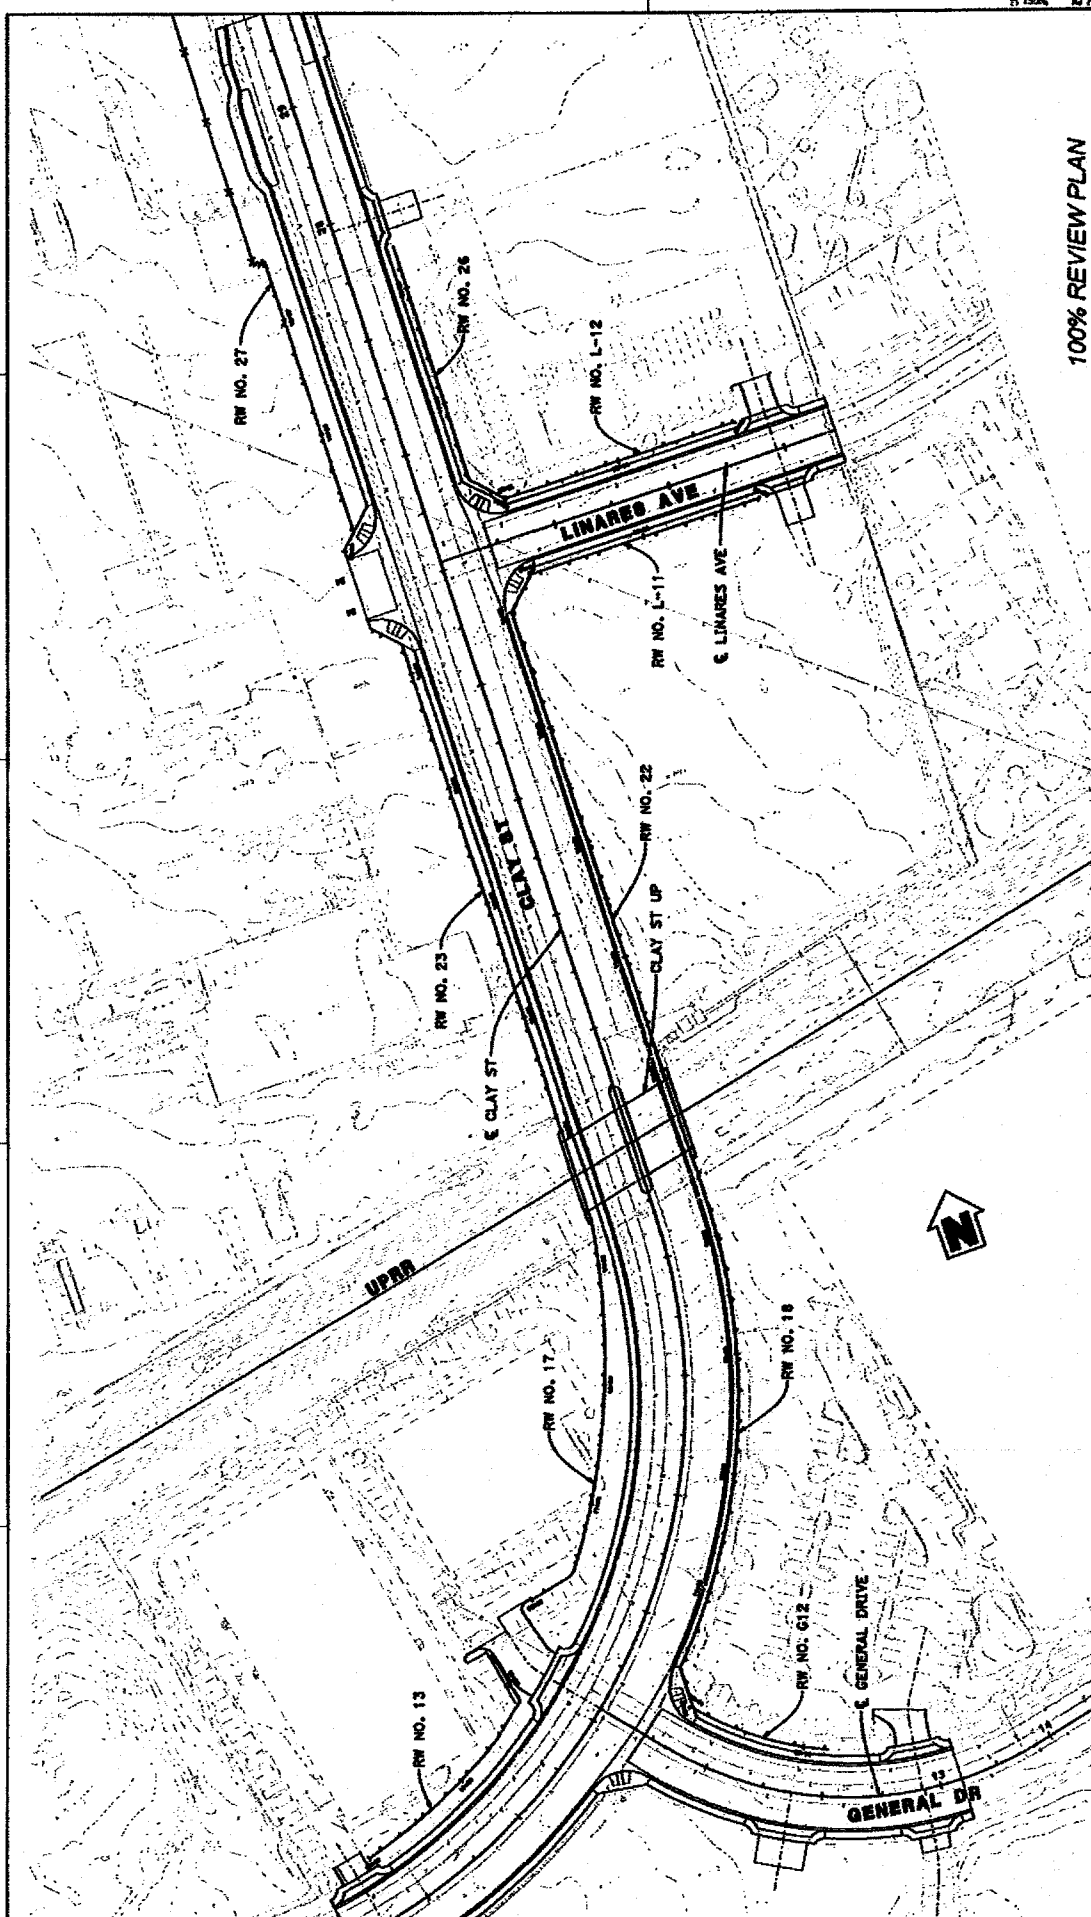 RW NO. 27
RW NO. 26
RW NO. L-12
LINARES AVE
RW NO. L-11
℄ LINARES AVE
RW NO. 22
CLAY ST
CLAY ST UP
RW NO. 23
℄ CLAY ST
UPRR
N
RW NO. 17
RW NO. 18
RW NO. G12
℄ GENERAL DRIVE
RW NO. 13
13
14
GENERAL DR
100% REVIEW PLAN